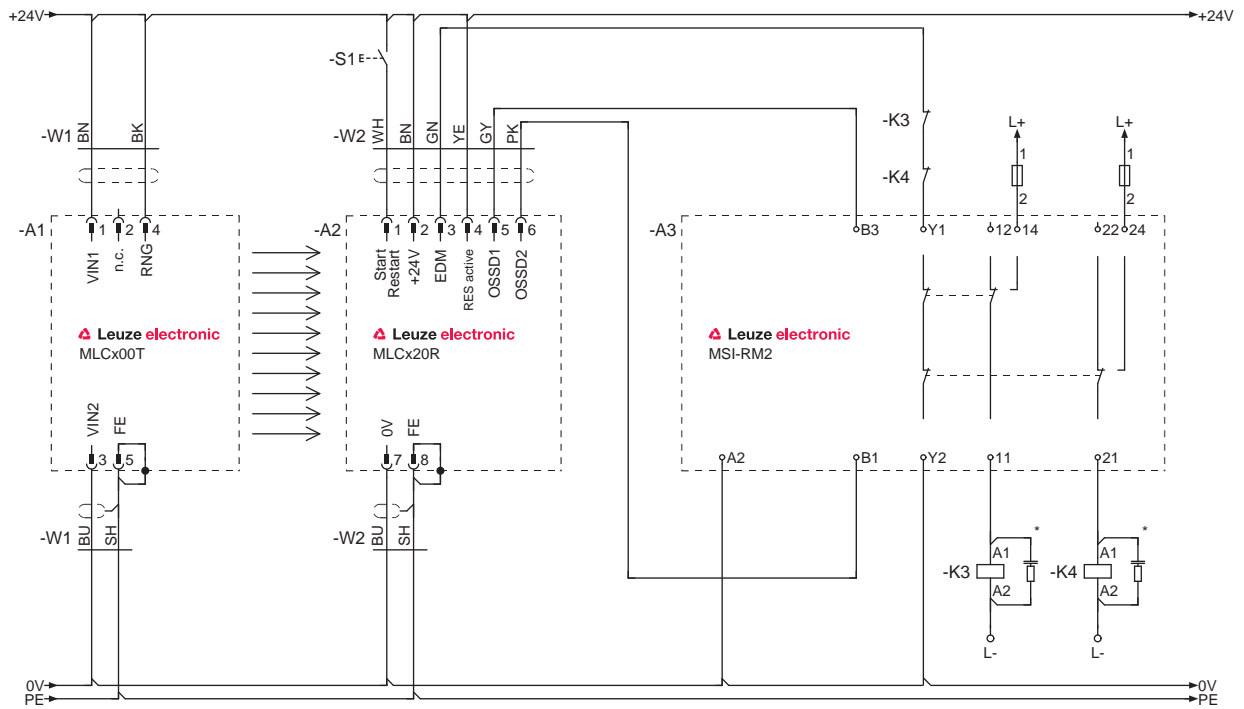 +24V
+24V
-S1 E
-W1
BN
BK
-W2
WH
BN
GN
YE
GY
PK
-K3
-K4
L+
1
2
L+
1
2
-A1
1
2
4
VIN1
n.c.
RNG
-A2
1
2
3
4
5
6
Start
Restart
+24V
EDM
RES active
OSSD1
OSSD2
-A3
B3
Y1
12
14
22
24
Leuze electronic
MLCx00T
Leuze electronic
MLCx20R
Leuze electronic
MSI-RM2
VIN2
FE
3
5
0V
FE
7
8
A2
B1
Y2
11
21
-W1
BU
SH
-W2
BU
SH
-K3
A1
A2
*
-K4
A1
A2
*
L-
L-
0V
0V
PE
PE